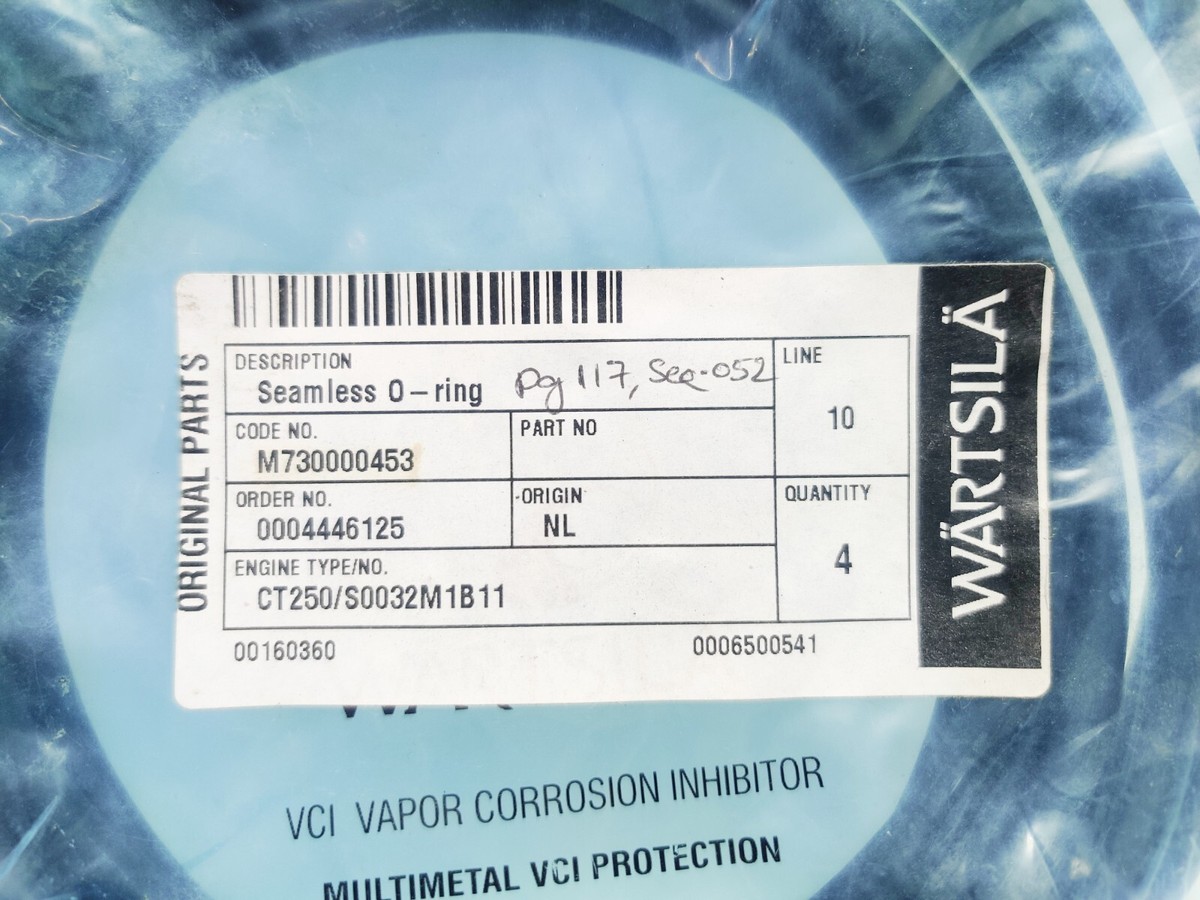 ORIGINAL PARTS
DESCRIPTION
Seamless O-ring pg 117, Seq-052
LINE
10
CODE NO.
M730000453
PART NO
ORDER NO.
0004446125
ORIGIN
NL
QUANTITY
4
ENGINE TYPE/NO.
CT250/S0032M1B11
00160360 0006500541
WÄRTSILÄ
VCI VAPOR CORROSION INHIBITOR
MULTIMETAL VCI PROTECTION